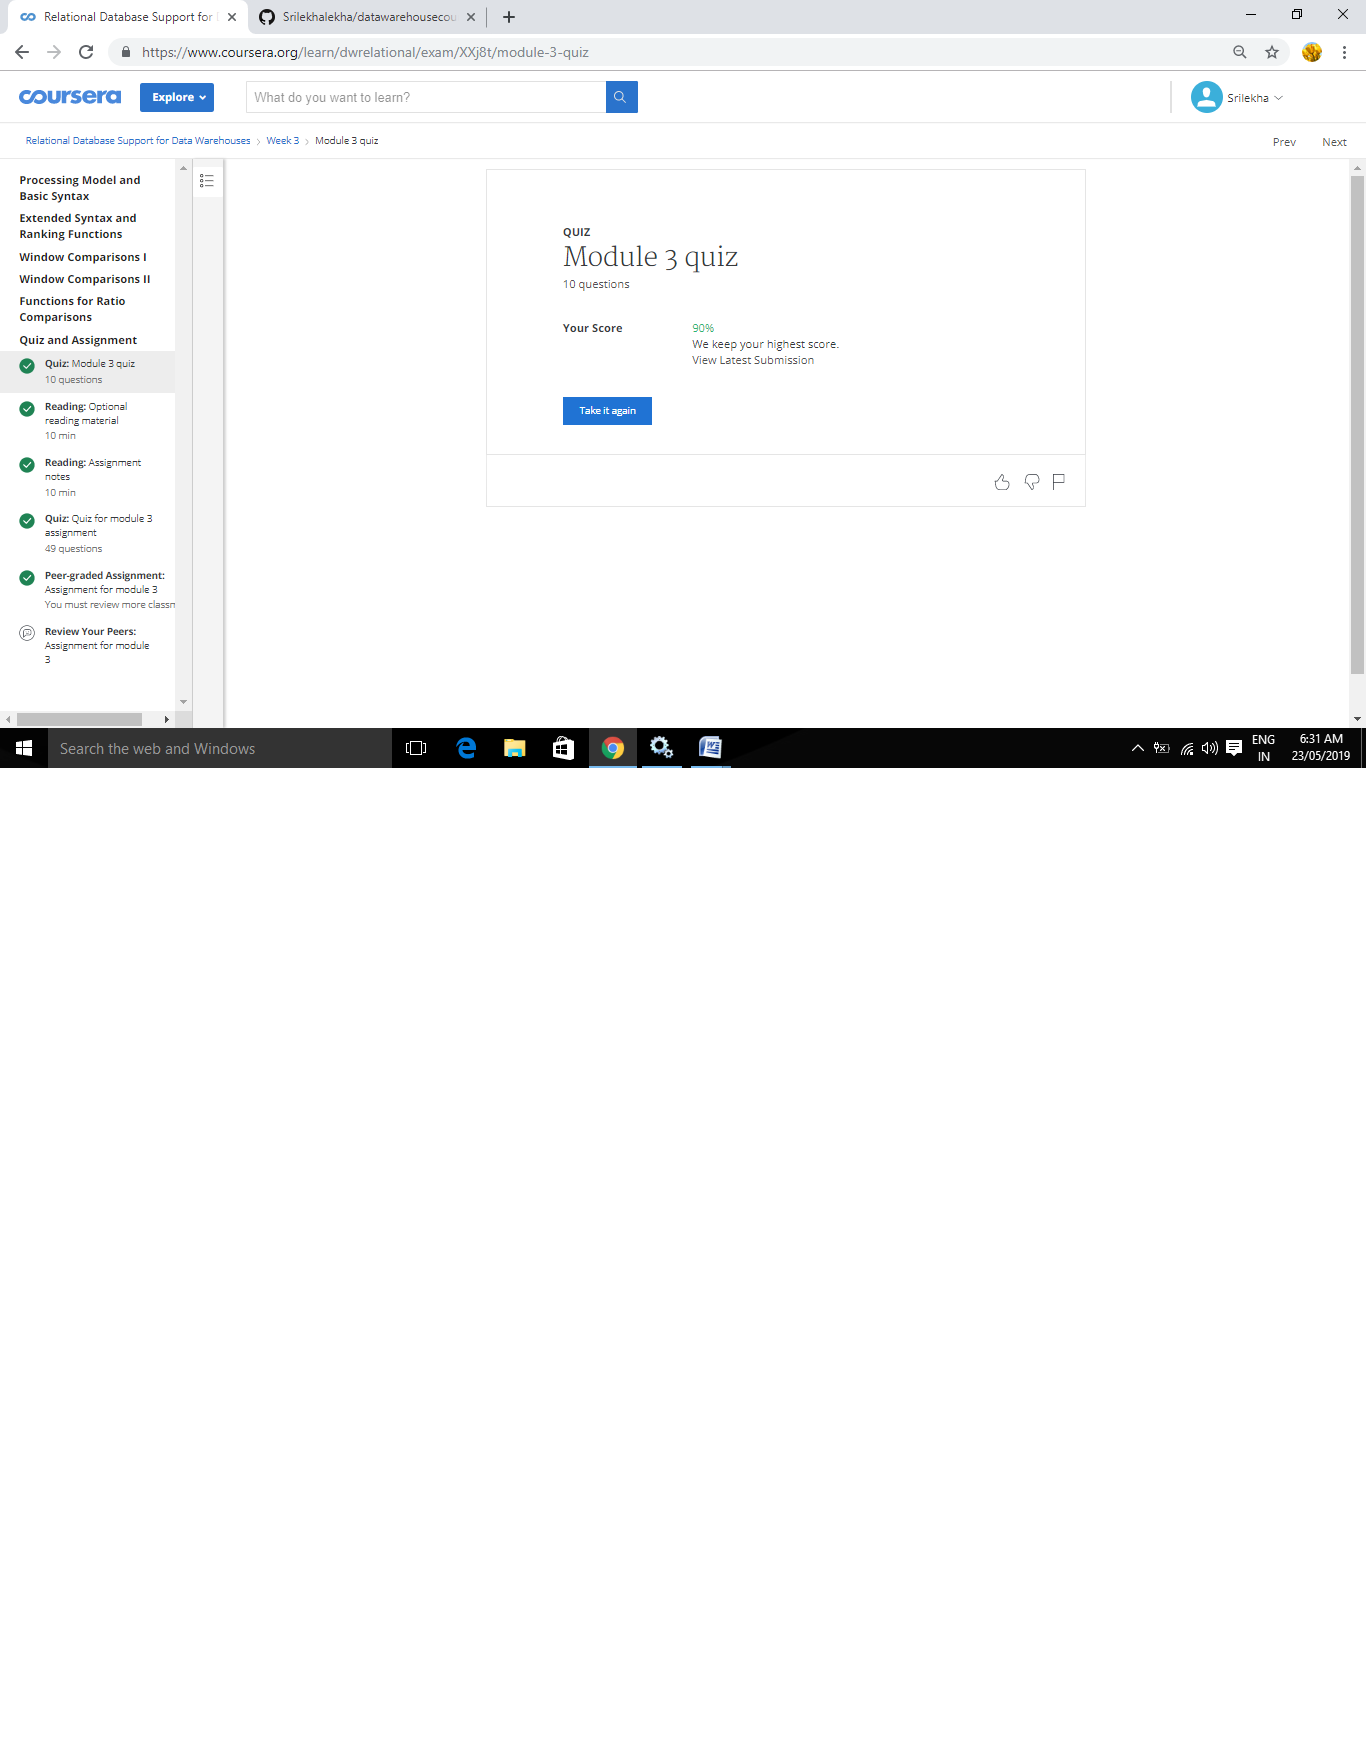 Relational Database Support for
Srilekhalekha/datawarehousecou
https://www.coursera.org/learn/dwrelational/exam/XXj8t/module-3-quiz
coursera
Explore
What do you want to learn?
Srilekha
Relational Database Support for Data Warehouses > Week 3 > Module 3 quiz
Prev
Next
Processing Model and
Basic Syntax
Extended Syntax and
Ranking Functions
Window Comparisons I
Window Comparisons II
Functions for Ratio
Comparisons
Quiz and Assignment
Quiz: Module 3 quiz
10 questions
Reading: Optional
reading material
10 min
Reading: Assignment
notes
10 min
Quiz: Quiz for module 3
assignment
49 questions
Peer-graded Assignment:
Assignment for module 3
You must review more classm
Review Your Peers:
Assignment for module
3
QUIZ
Module 3 quiz
10 questions
Your Score
90%
We keep your highest score.
View Latest Submission
Take it again
Search the web and Windows
ENG
IN
6:31 AM
23/05/2019